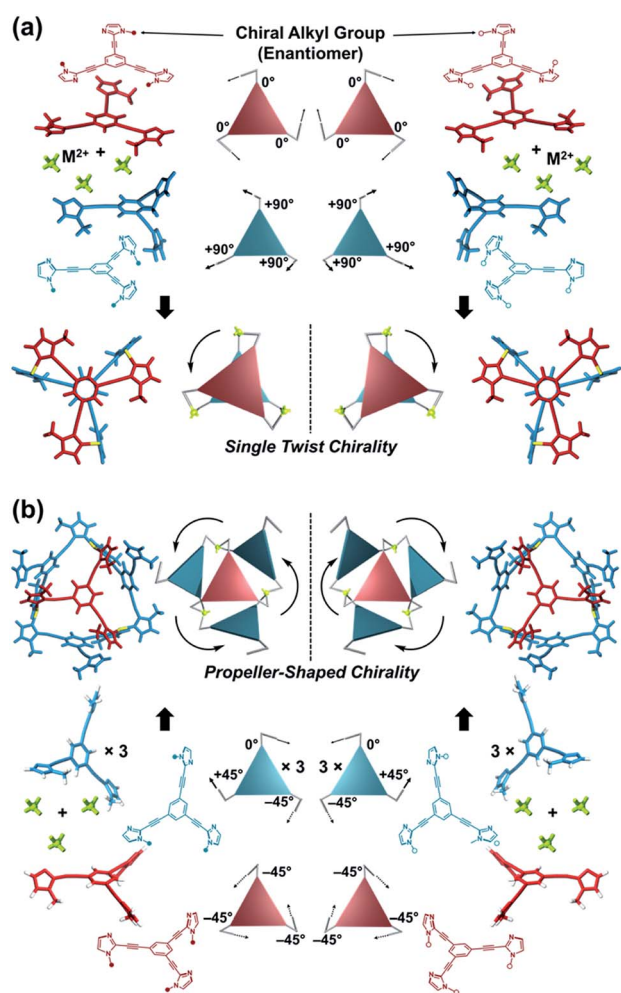 (a)
Chiral Alkyl Group
(Enantiomer)
N
N
N
N
N
N
N
N
N
N
N
N
0°
0°
0°
0°
0°
0°
M2+ +
+ M2+
+90°
+90°
+90°
+90°
+90°
+90°
N
N
N
N
N
N
N
N
N
N
N
N
Single Twist Chirality
(b)
Propeller-Shaped Chirality
× 3
0°
× 3
+45°
−45°
3 ×
0°
+45°
−45°
3 ×
N
N
N
N
N
N
N
N
N
N
N
N
+
+
−45°
−45°
−45°
−45°
−45°
−45°
N
N
N
N
N
N
N
N
N
N
N
N